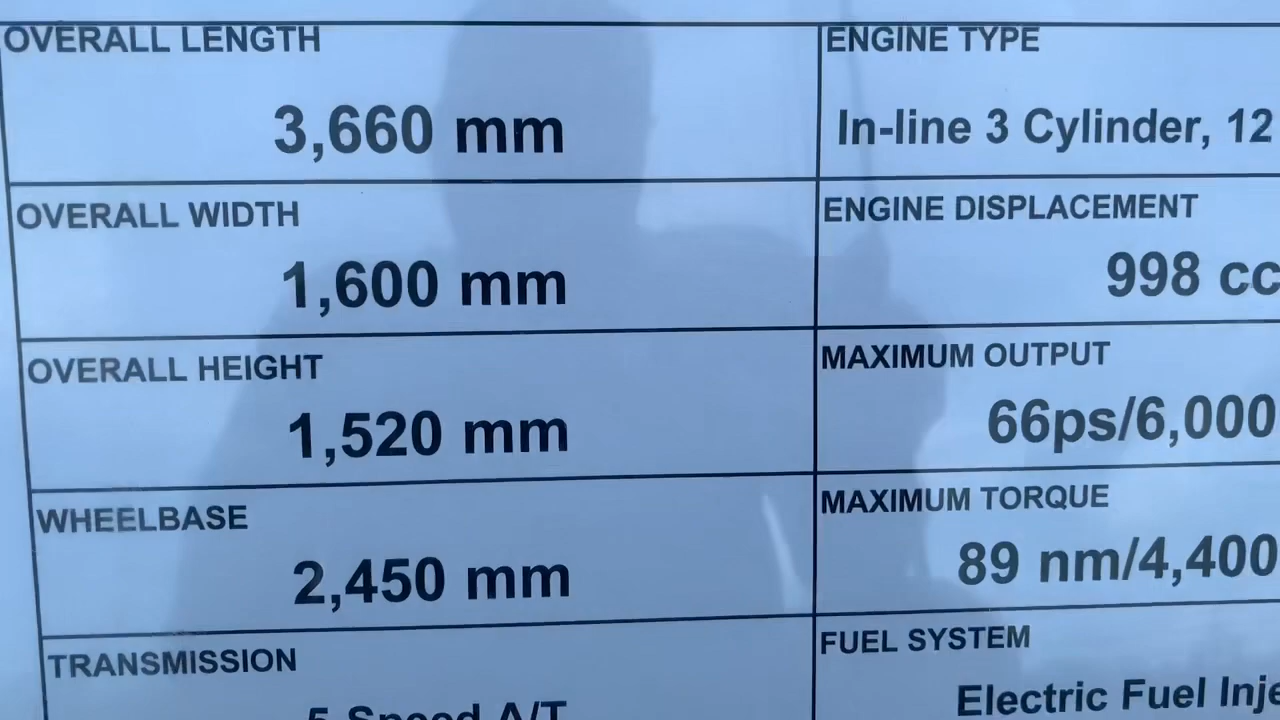 OVERALL LENGTH
3,660 mm
ENGINE TYPE
In-line 3 Cylinder, 12
OVERALL WIDTH
1,600 mm
ENGINE DISPLACEMENT
998 cc
OVERALL HEIGHT
1,520 mm
MAXIMUM OUTPUT
66ps/6,000
WHEELBASE
2,450 mm
MAXIMUM TORQUE
89 nm/4,400
TRANSMISSION
5 Speed A/T
FUEL SYSTEM
Electric Fuel Inje